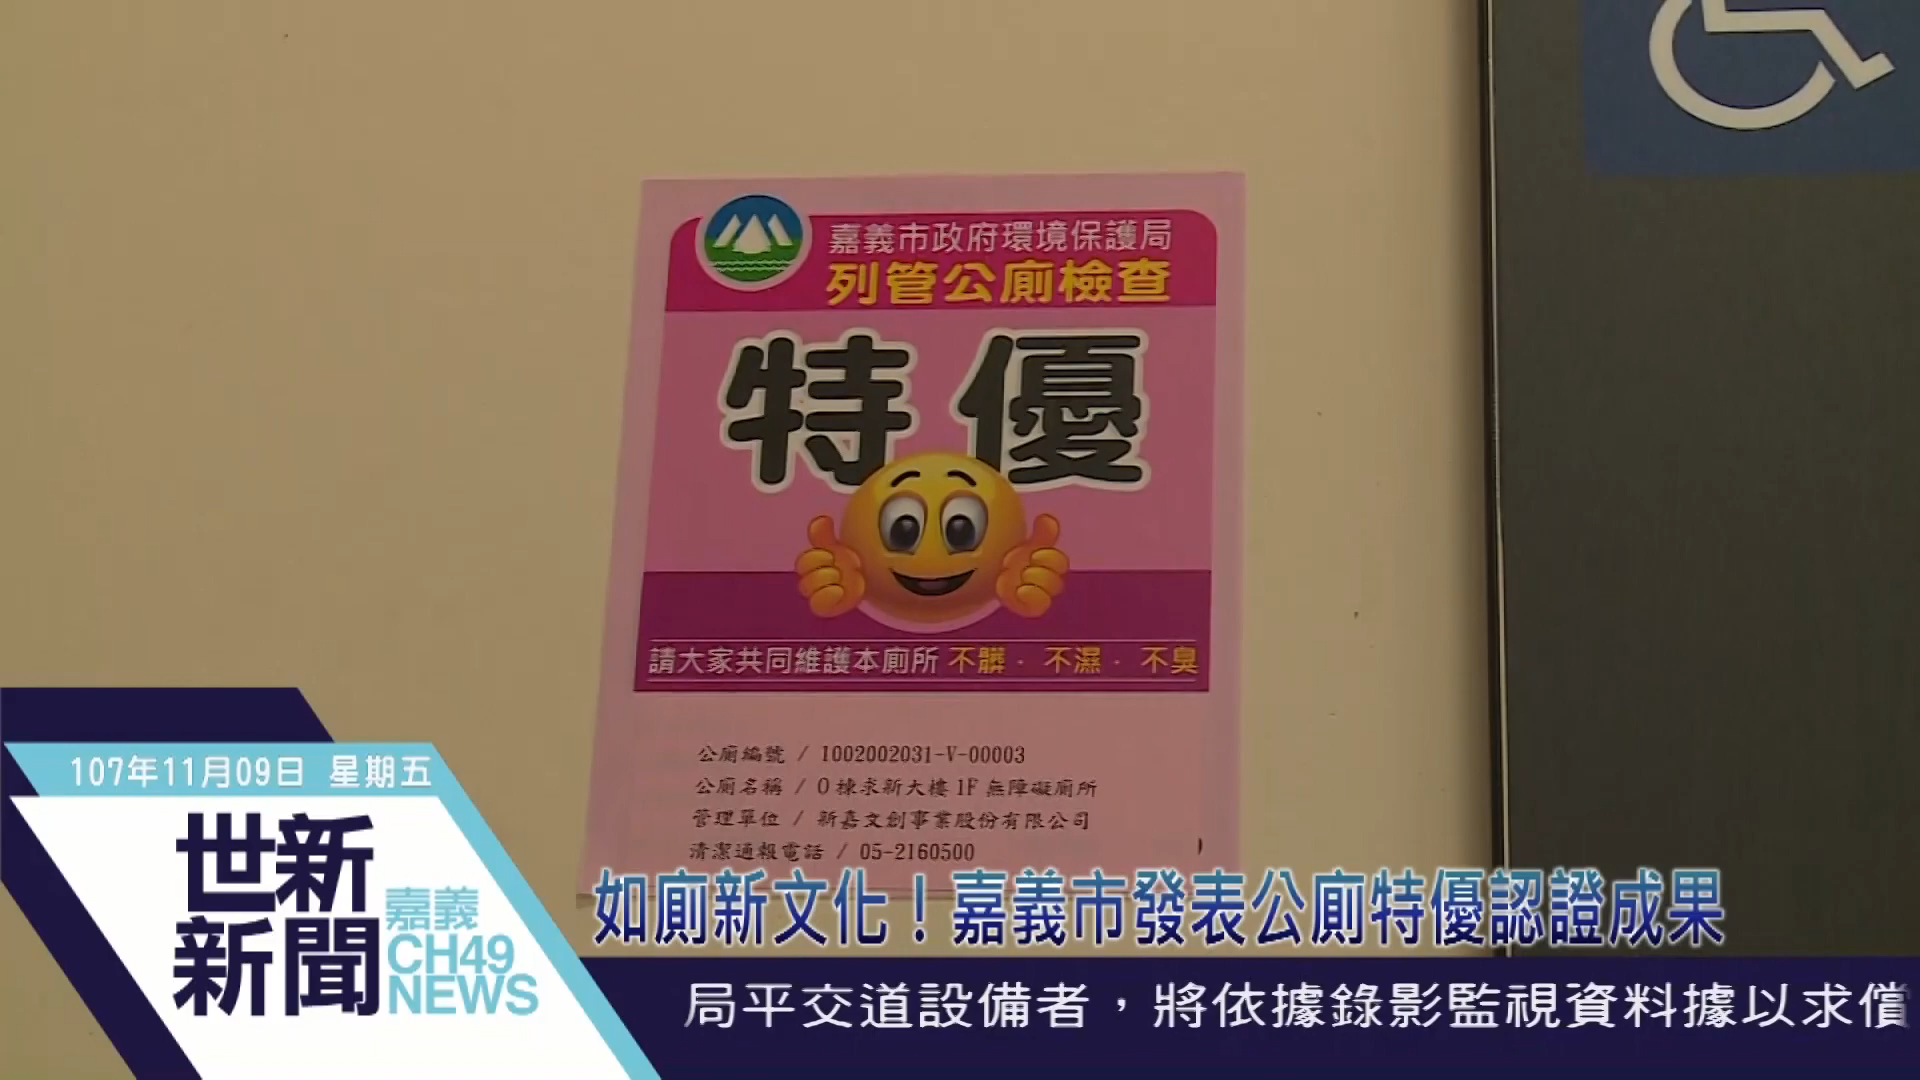 嘉義市政府環境保護局
列管公廁檢查
特優
請大家共同維護本廁所 不髒． 不濕． 不臭
公廁編號 / 1002002031-V-00003
公廁名稱 / O棟求新大樓1F無障礙廁所
管理單位 / 新嘉文創事業股份有限公司
清潔通報電話 / 05-2160500
107年11月09日 星期五
世新
新聞
嘉義
CH49
NEWS
如廁新文化！嘉義市發表公廁特優認證成果
局平交道設備者，將依據錄影監視資料據以求償